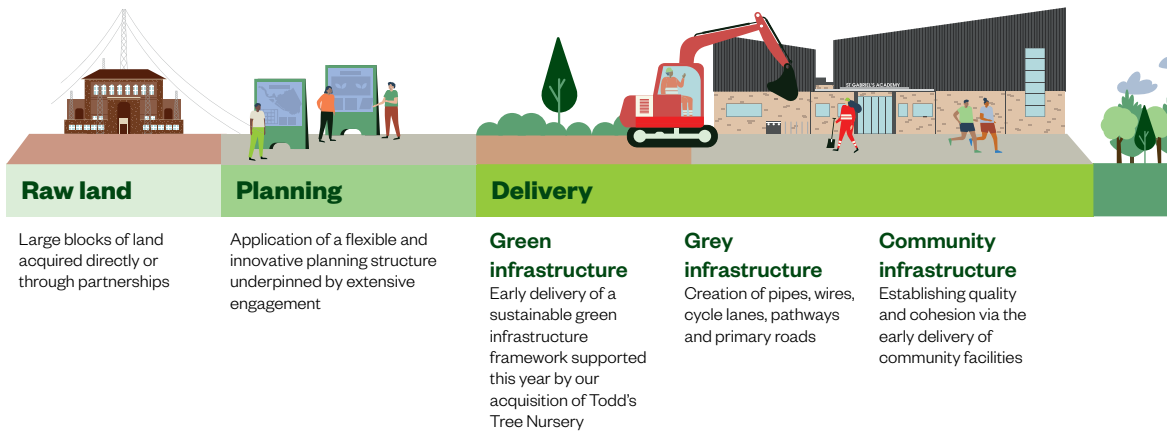 ST GABRIEL'S ACADEMY
Raw land
Large blocks of land
acquired directly or
through partnerships
Planning
Application of a flexible and
innovative planning structure
underpinned by extensive
engagement
Delivery
Green
infrastructure
Early delivery of a
sustainable green
infrastructure
framework supported
this year by our
acquisition of Todd’s
Tree Nursery
Grey
infrastructure
Creation of pipes, wires,
cycle lanes, pathways
and primary roads
Community
infrastructure
Establishing quality
and cohesion via the
early delivery of
community facilities